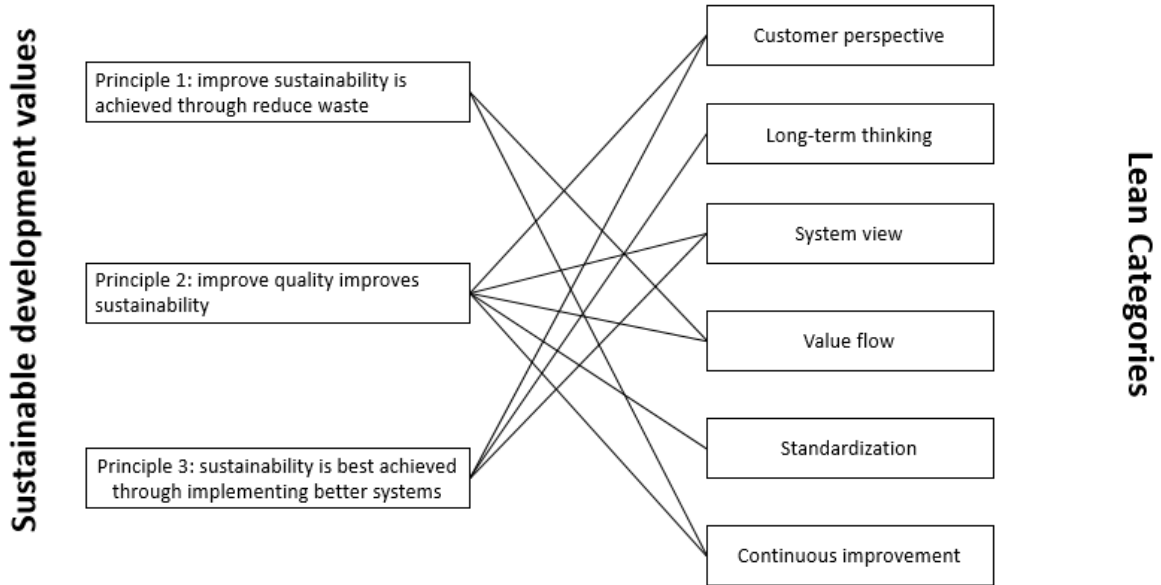 Sustainable development values
Principle 1: improve sustainability is
achieved through reduce waste
Principle 2: improve quality improves
sustainability
Principle 3: sustainability is best achieved
through implementing better systems
Customer perspective
Long-term thinking
System view
Value flow
Standardization
Continuous improvement
Lean Categories